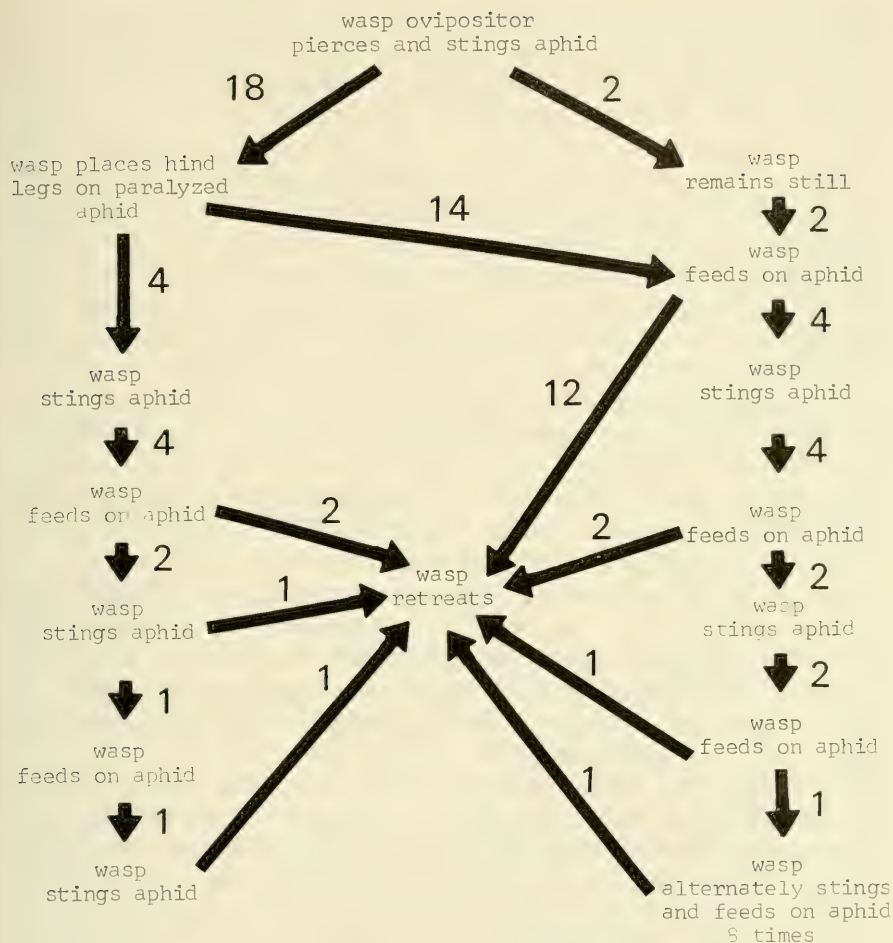 wasp ovipositor
pierces and stings aphid
18
2
wasp places hind
legs on paralyzed
aphid
wasp
remains still
14
2
wasp
feeds on aphid
4
4
wasp
stings aphid
wasp
stings aphid
12
4
4
wasp
feeds on aphid
wasp
feeds on aphid
2
2
2
2
wasp
retreats
wasp
stings aphid
1
wasp
stings aphid
1
1
1
2
wasp
feeds on aphid
wasp
feeds on aphid
1
1
1
wasp
stings aphid
wasp
alternately stings
and feeds on aphid
times